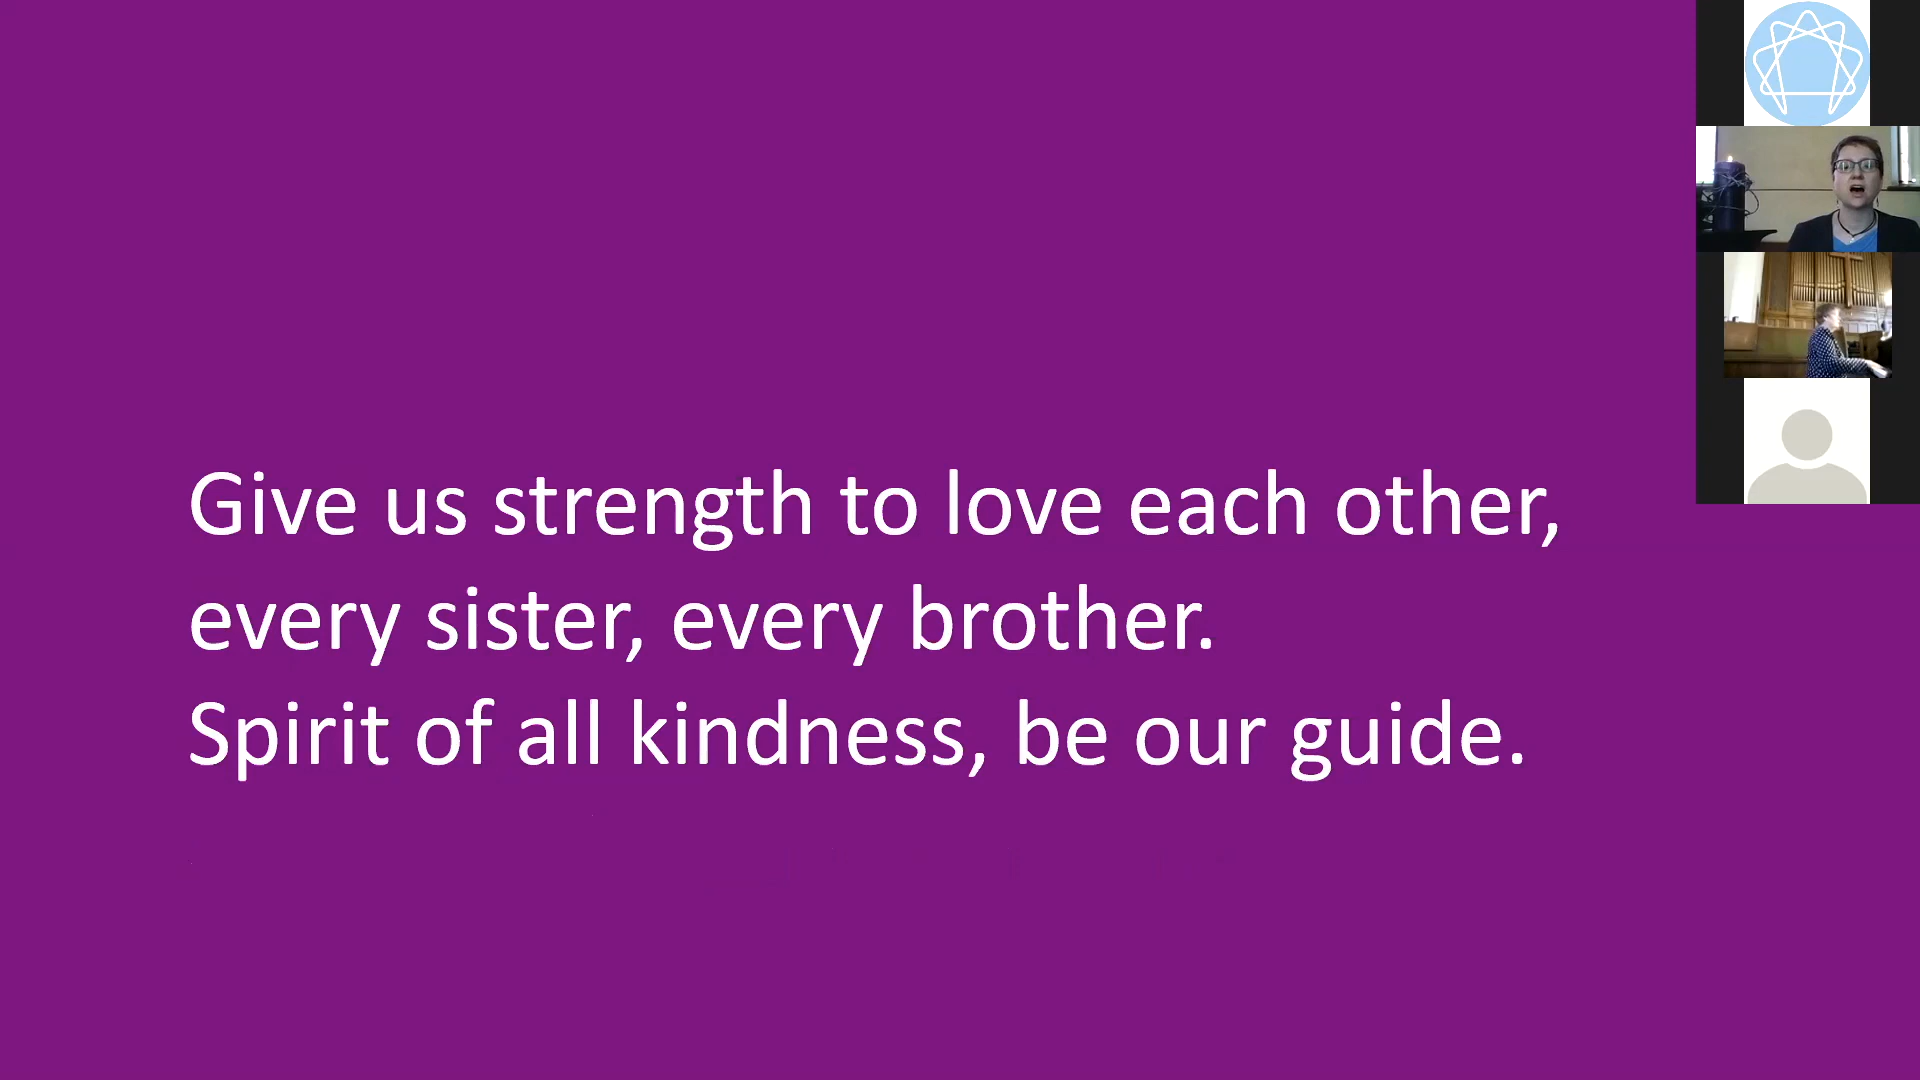 Give us strength to love each other,
every sister, every brother.
Spirit of all kindness, be our guide.